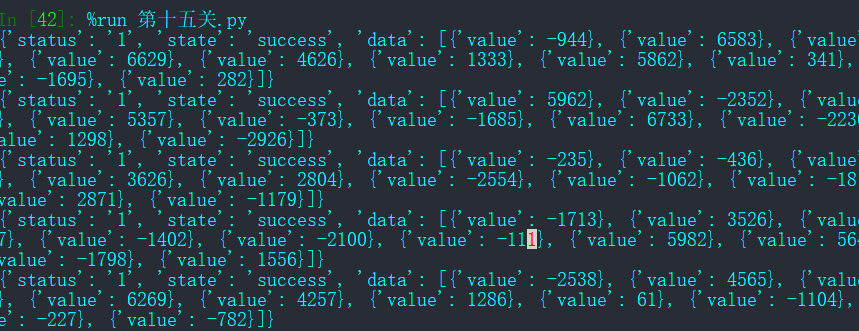 In [42]: %run 第十五关.py
{'status': '1', 'state': 'success', 'data': [{'value': -944}, {'value': 6583}, {'valu
, {'value': 6629}, {'value': 4626}, {'value': 1333}, {'value': 5862}, {'value': 341},
e': -1695}, {'value': 282}]}
{'status': '1', 'state': 'success', 'data': [{'value': 5962}, {'value': -2352}, {'valu
}, {'value': 5357}, {'value': -373}, {'value': -1685}, {'value': 6733}, {'value': -2236
alue': 1298}, {'value': -2926}]}
{'status': '1', 'state': 'success', 'data': [{'value': -235}, {'value': -436}, {'value
}, {'value': 3626}, {'value': 2804}, {'value': -2554}, {'value': -1062}, {'value': -18
value': 2871}, {'value': -1179}]}
{'status': '1', 'state': 'success', 'data': [{'value': -1713}, {'value': 3526}, {'valu
7}, {'value': -1402}, {'value': -2100}, {'value': -111}, {'value': 5982}, {'value': 564
-1798}, {'value': 1556}]}
{'status': '1', 'state': 'success', 'data': [{'value': -2538}, {'value': 4565}, {'valu
{'value': 6269}, {'value': 4257}, {'value': 1286}, {'value': 61}, {'value': -1104},
': -227}, {'value': -782}]}